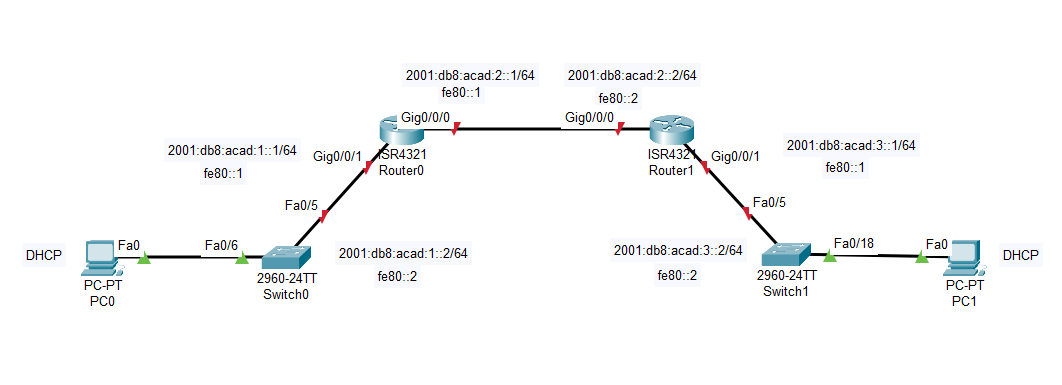 2001:db8:acad:2::1/64
fe80::1
2001:db8:acad:2::2/64
fe80::2
Gig0/0/0
Gig0/0/0
ISR4321
Router0
ISR4321
Router1
2001:db8:acad:1::1/64
fe80::1
Gig0/0/1
Gig0/0/1
2001:db8:acad:3::1/64
fe80::1
Fa0/5
Fa0/5
DHCP
Fa0
Fa0/6
PC-PT
PC0
2960-24TT
Switch0
2001:db8:acad:1::2/64
fe80::2
2001:db8:acad:3::2/64
fe80::2
2960-24TT
Switch1
Fa0/18
Fa0
PC-PT
PC1
DHCP